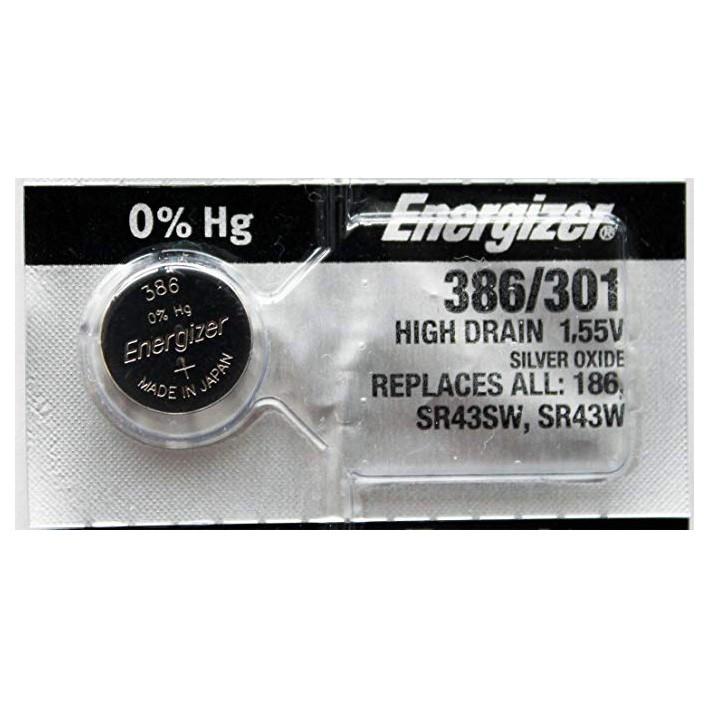 0% Hg
386
0% Hg
Energizer
+
MADE IN JAPAN
Energizer®
386/301
HIGH DRAIN 1,55V
SILVER OXIDE
REPLACES ALL: 186,
SR43SW, SR43W